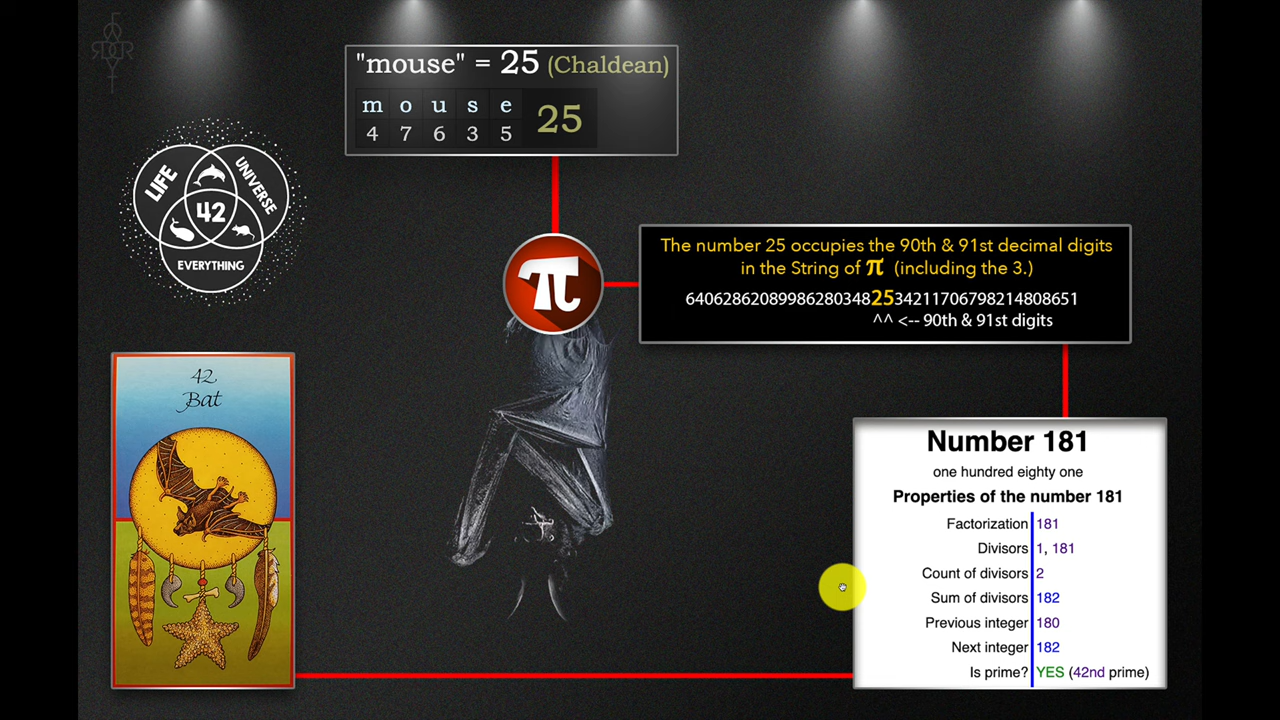 "mouse" = 25 (Chaldean)
m o u s e
4 7 6 3 5
25
LIFE
UNIVERSE
42
EVERYTHING
π
The number 25 occupies the 90th & 91st decimal digits
in the String of π (including the 3.)
640628620899862803482534211706798214808651
^^ <-- 90th & 91st digits
42
Bat
Number 181
one hundred eighty one
Properties of the number 181
Factorization 181
Divisors 1, 181
Count of divisors 2
Sum of divisors 182
Previous integer 180
Next integer 182
Is prime? YES (42nd prime)